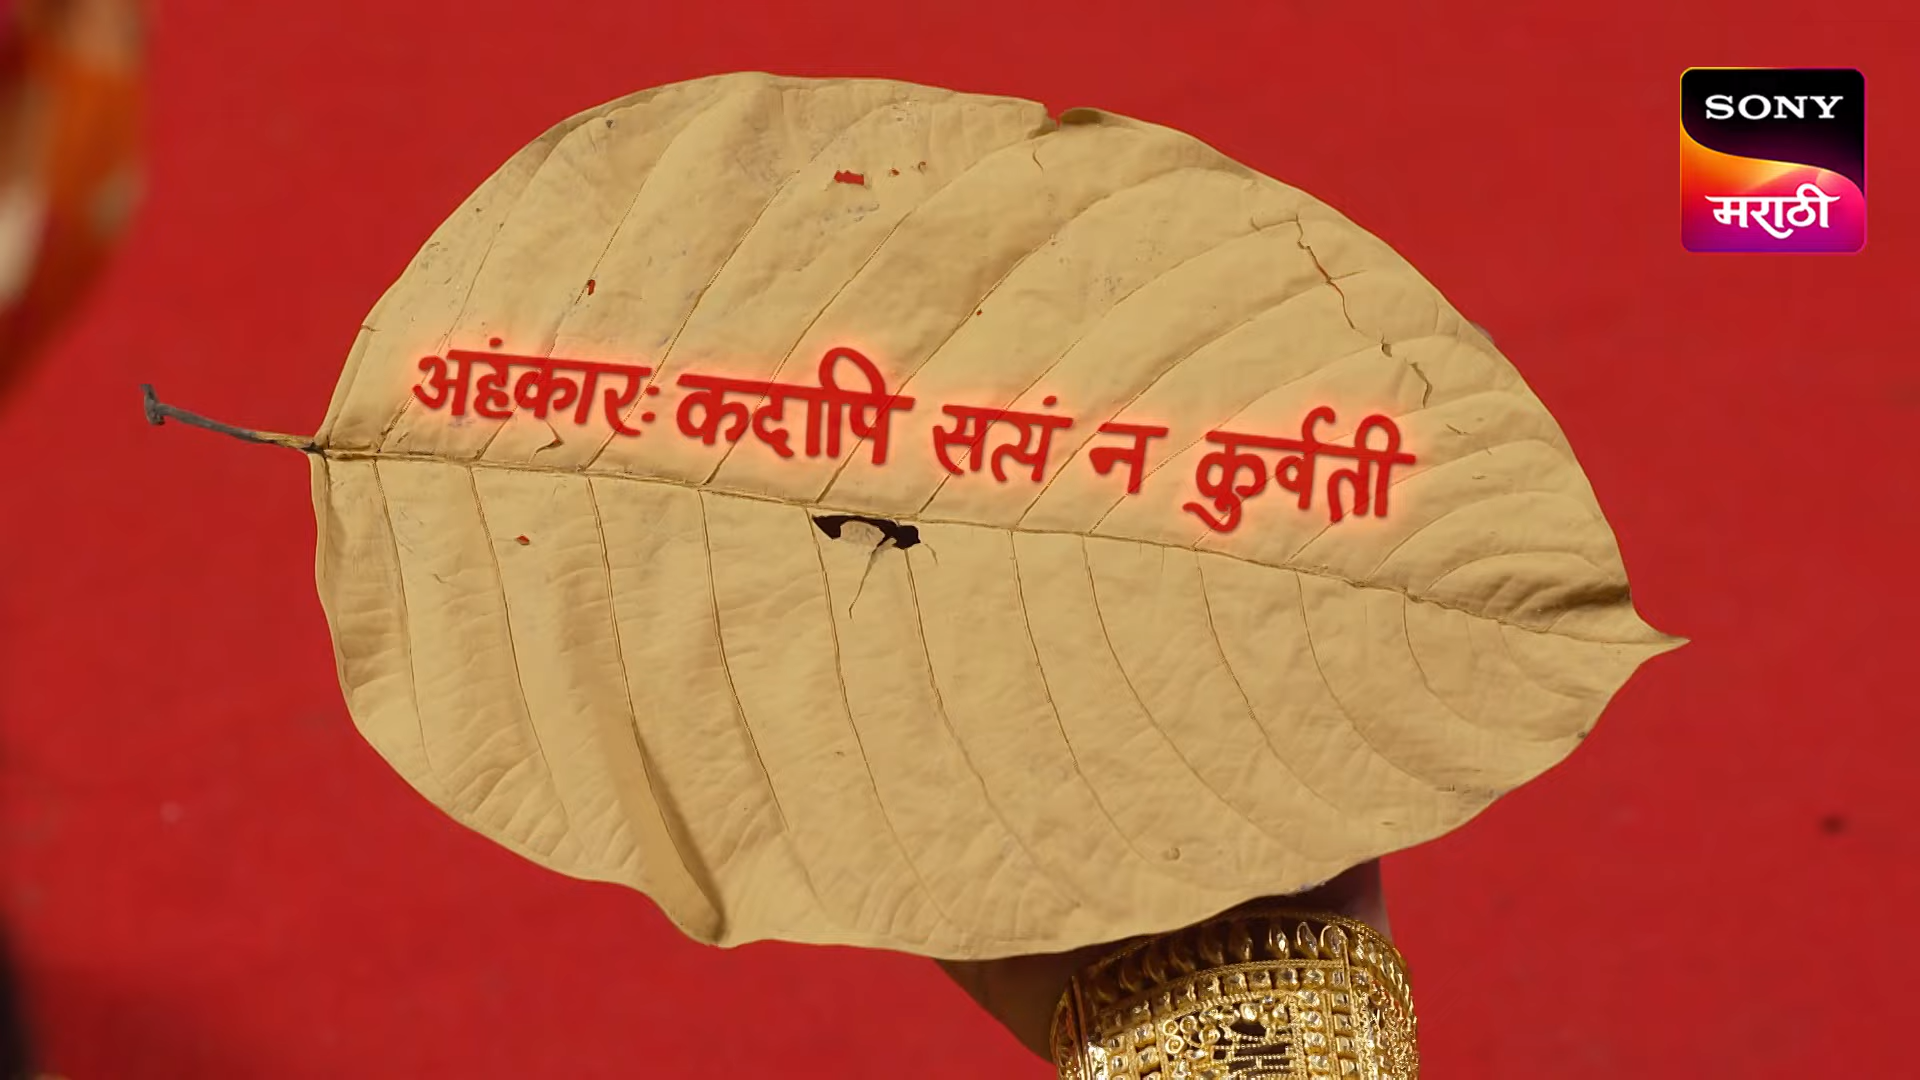 SONY
मराठी
अहंकारः कदापि सत्यं न कुर्वती